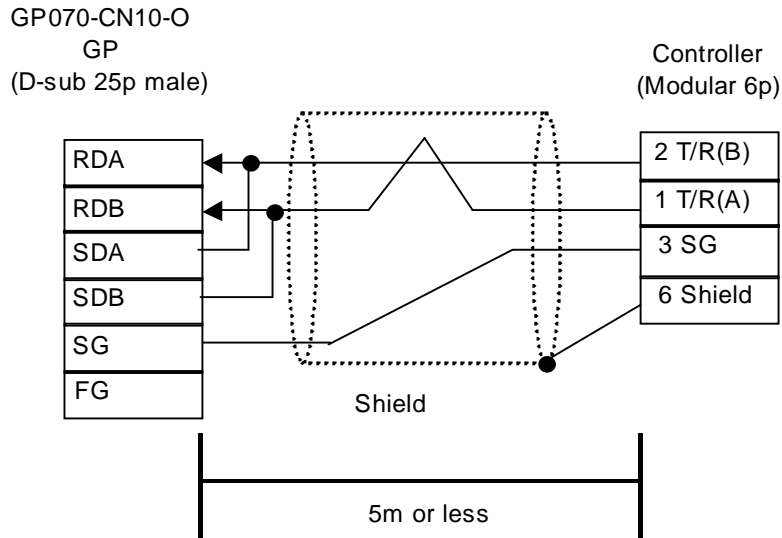 GP070-CN10-O
GP
(D-sub 25p male)
Controller
(Modular 6p)
RDA
RDB
SDA
SDB
SG
FG
2 T/R(B)
1 T/R(A)
3 SG
6 Shield
Shield
5m or less